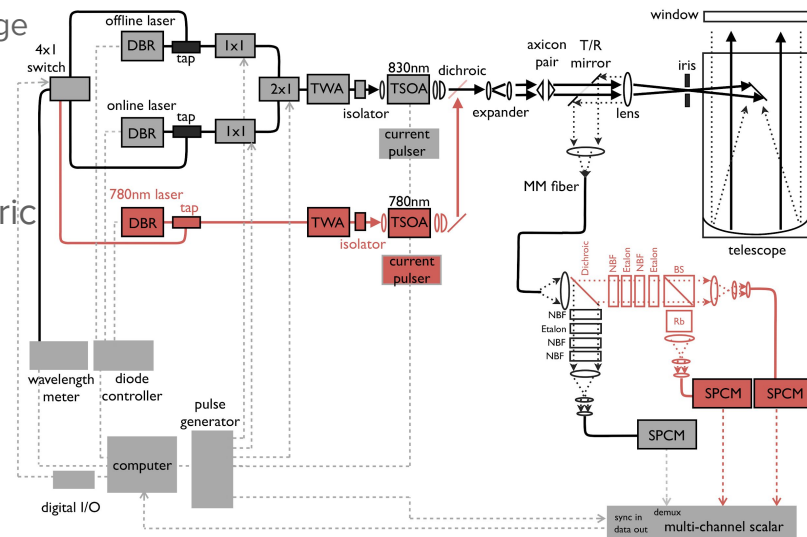 ge
offline laser
window
4x1
switch
DBR
tap
1x1
830nm
dichroic
axicon
pair
T/R
mirror
iris
online laser
2x1
TWA
TSOA
isolator
expander
lens
DBR
tap
1x1
current
pulser
MM fiber
ric
780nm laser
tap
780nm
DBR
TWA
TSOA
isolator
telescope
current
pulser
Dichroic
NBF
Etalon
NBF
Etalon
BS
NBF
Etalon
NBF
NBF
Rb
wavelength
meter
diode
controller
pulse
generator
SPCM
SPCM
SPCM
computer
digital I/O
sync in
demux
data out
multi-channel scalar